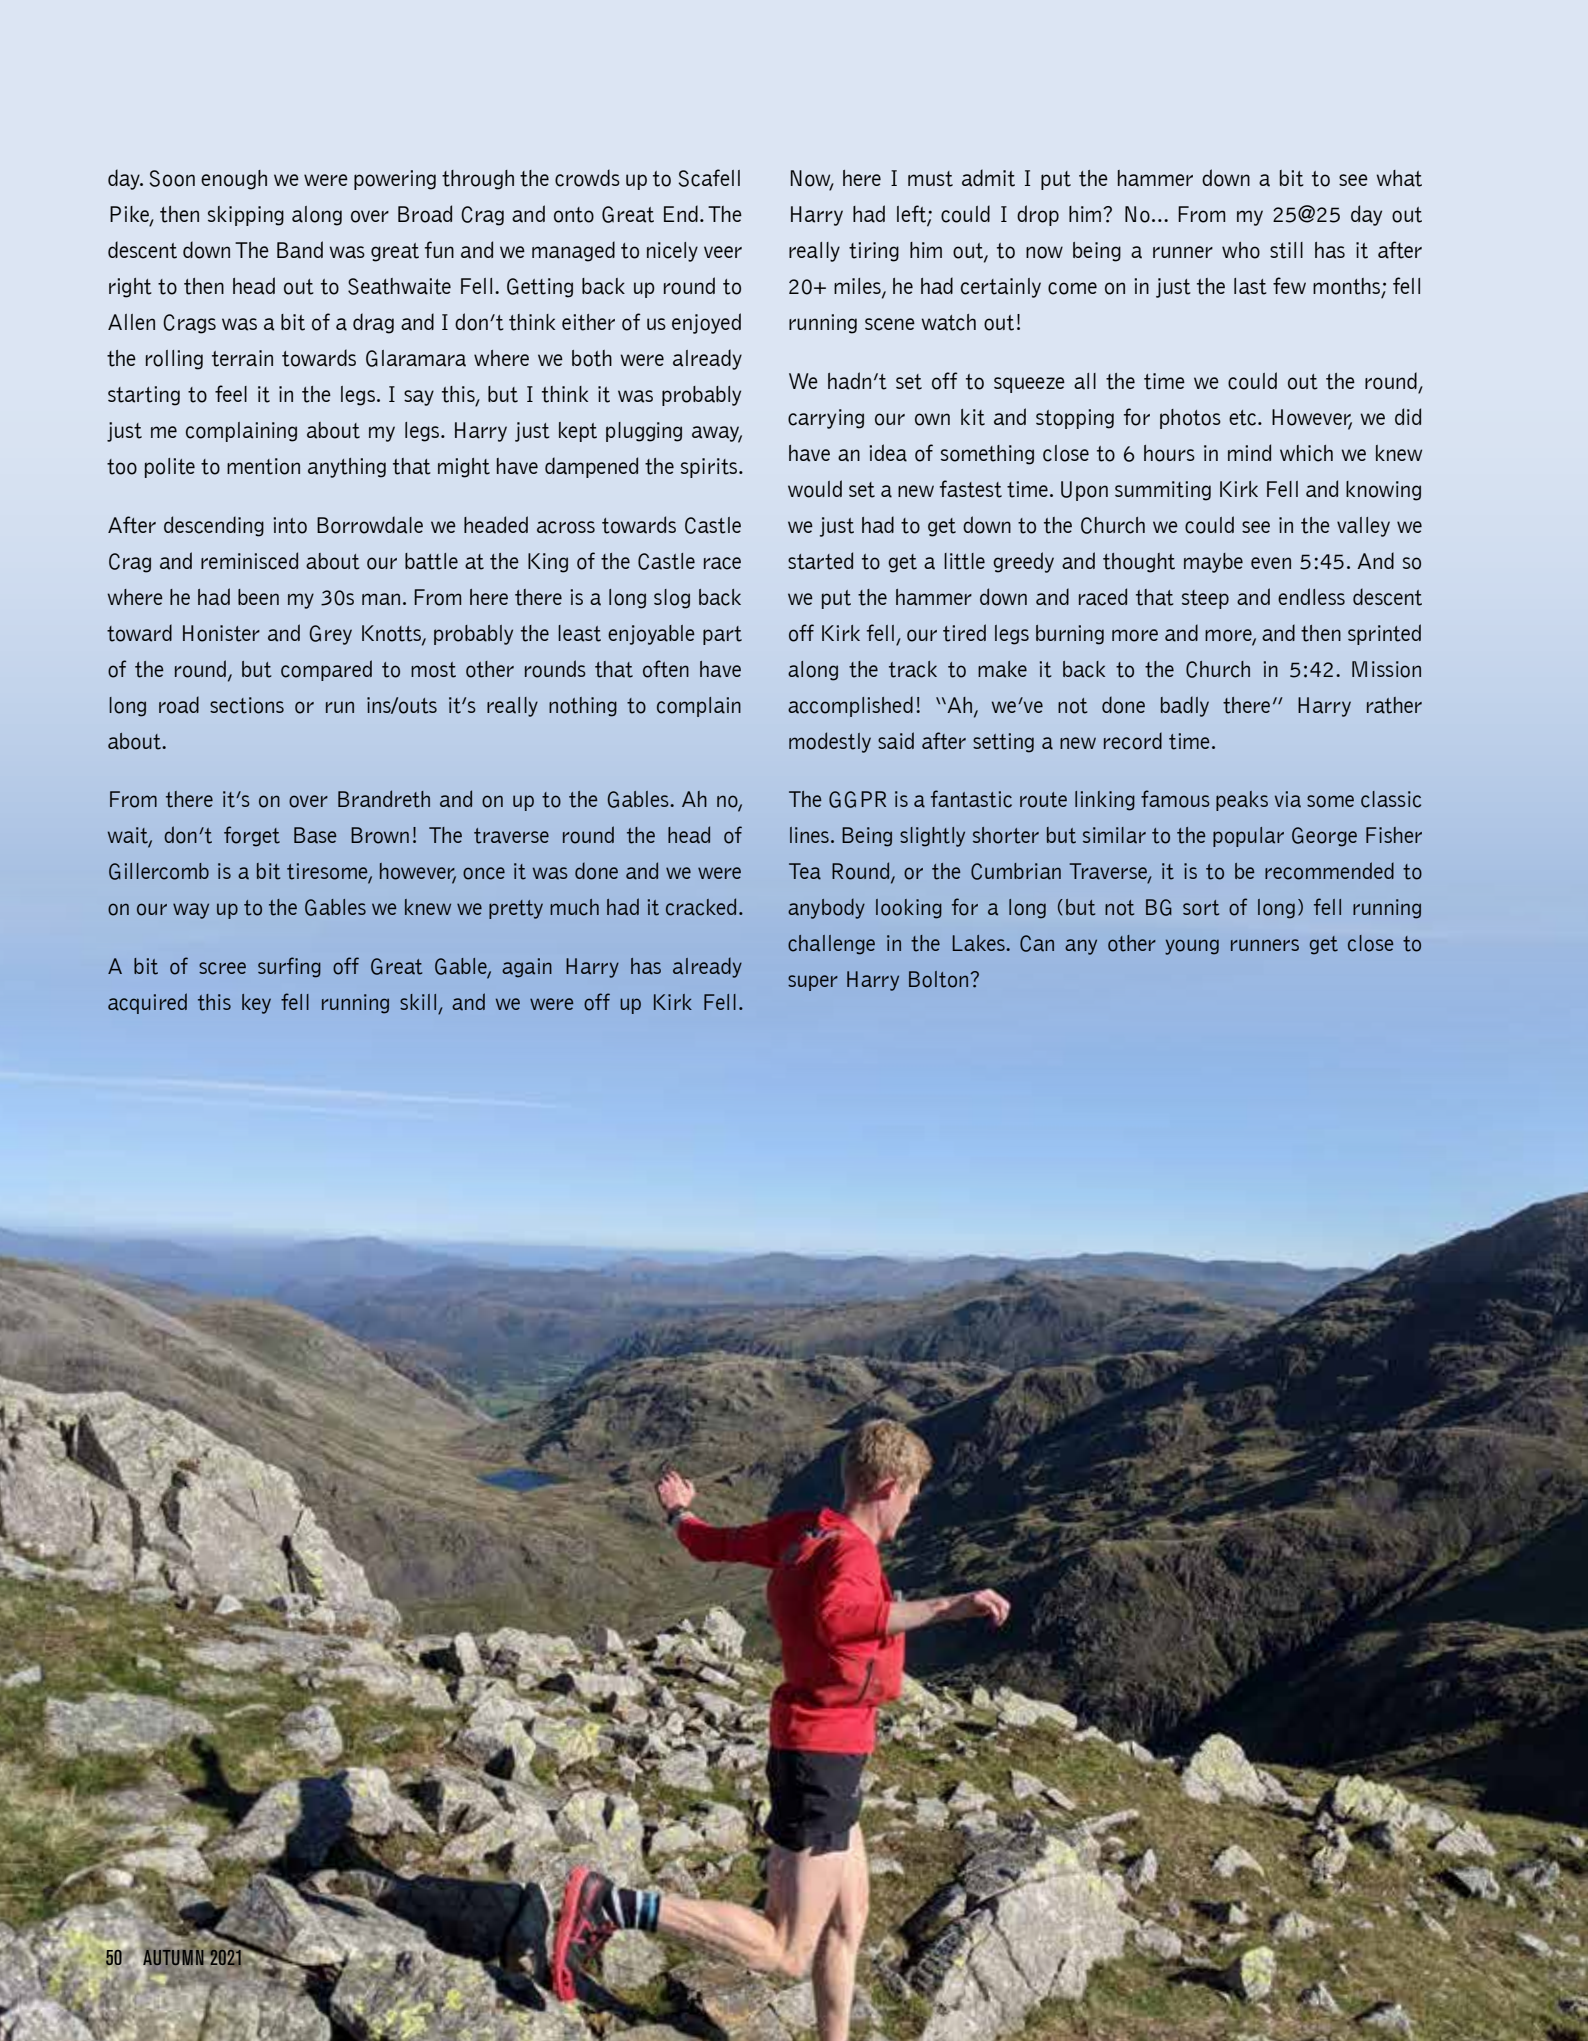 day. Soon enough we were powering through the crowds up to Scafell
Pike, then skipping along over Broad Crag and onto Great End. The
descent down The Band was great fun and we managed to nicely veer
right to then head out to Seathwaite Fell. Getting back up round to
Allen Crags was a bit of a drag and I don't think either of us enjoyed
the rolling terrain towards Glaramara where we both were already
starting to feel it in the legs. I say this, but I think it was probably
just me complaining about my legs. Harry just kept plugging away,
too polite to mention anything that might have dampened the spirits.
After descending into Borrowdale we headed across towards Castle
Crag and reminisced about our battle at the King of the Castle race
where he had been my 30s man. From here there is a long slog back
toward Honister and Grey Knotts, probably the least enjoyable part
of the round, but compared to most other rounds that often have
long road sections or run ins/outs it's really nothing to complain
about.
From there it's on over Brandreth and on up to the Gables. Ah no,
wait, don't forget Base Brown! The traverse round the head of
Gillercomb is a bit tiresome, however, once it was done and we were
on our way up to the Gables we knew we pretty much had it cracked.
A bit of scree surfing off Great Gable, again Harry has already
acquired this key fell running skill, and we were off up Kirk Fell.
Now, here I must admit I put the hammer down a bit to see what
Harry had left; could I drop him? No... From my 25@25 day out
really tiring him out, to now being a runner who still has it after
20+ miles, he had certainly come on in just the last few months; fell
running scene watch out!
We hadn't set off to squeeze all the time we could out the round,
carrying our own kit and stopping for photos etc. However, we did
have an idea of something close to 6 hours in mind which we knew
would set a new fastest time. Upon summiting Kirk Fell and knowing
we just had to get down to the Church we could see in the valley we
started to get a little greedy and thought maybe even 5:45. And so
we put the hammer down and raced that steep and endless descent
off Kirk fell, our tired legs burning more and more, and then sprinted
along the track to make it back to the Church in 5:42. Mission
accomplished! "Ah, we've not done badly there" Harry rather
modestly said after setting a new record time.
The GGPR is a fantastic route linking famous peaks via some classic
lines. Being slightly shorter but similar to the popular George Fisher
Tea Round, or the Cumbrian Traverse, it is to be recommended to
anybody looking for a long (but not BG sort of long) fell running
challenge in the Lakes. Can any other young runners get close to
super Harry Bolton?
50 AUTUMN 2021